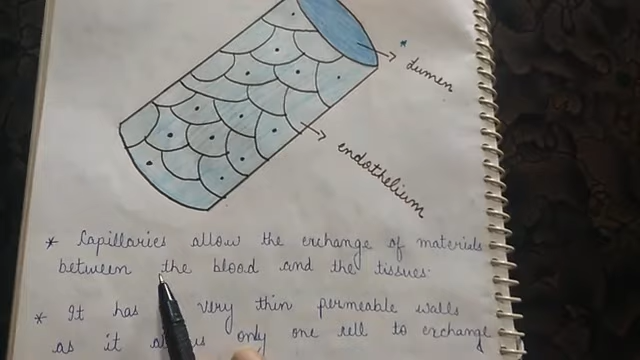 * Lumen
endothelium
* Capillaries allow the exchange of materials
between the blood and the tissues.
* It has very thin permeable walls
as it is only one cell to exchange